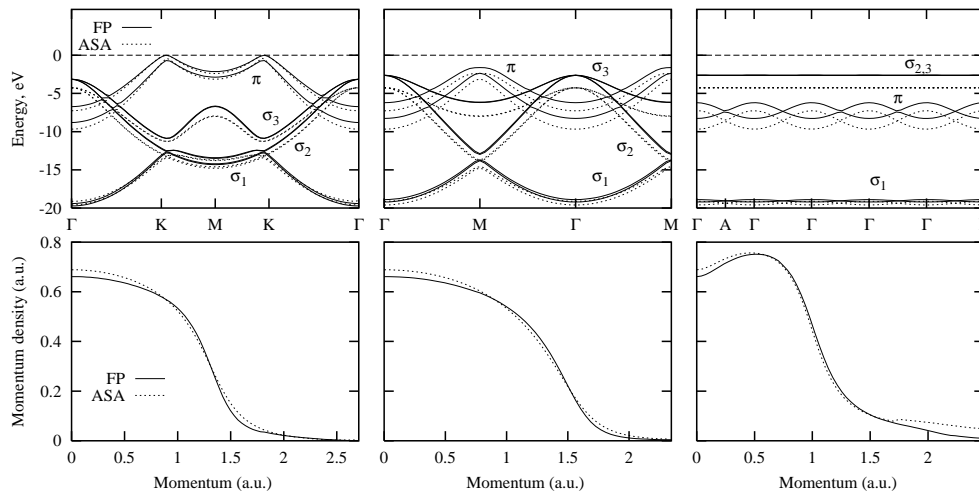 FP
ASA
π
σ3
σ2
σ1
Energy, eV
0
-5
-10
-15
-20
Γ K M K Γ
π
σ3
σ2
σ1
Γ M Γ M
σ2,3
π
σ1
Γ A Γ Γ Γ Γ
Momentum density (a.u.)
0.8
0.6
0.4
0.2
0
FP
ASA
0 0.5 1 1.5 2 2.5
Momentum (a.u.)
0 0.5 1 1.5 2
Momentum (a.u.)
0 0.5 1 1.5 2
Momentum (a.u.)